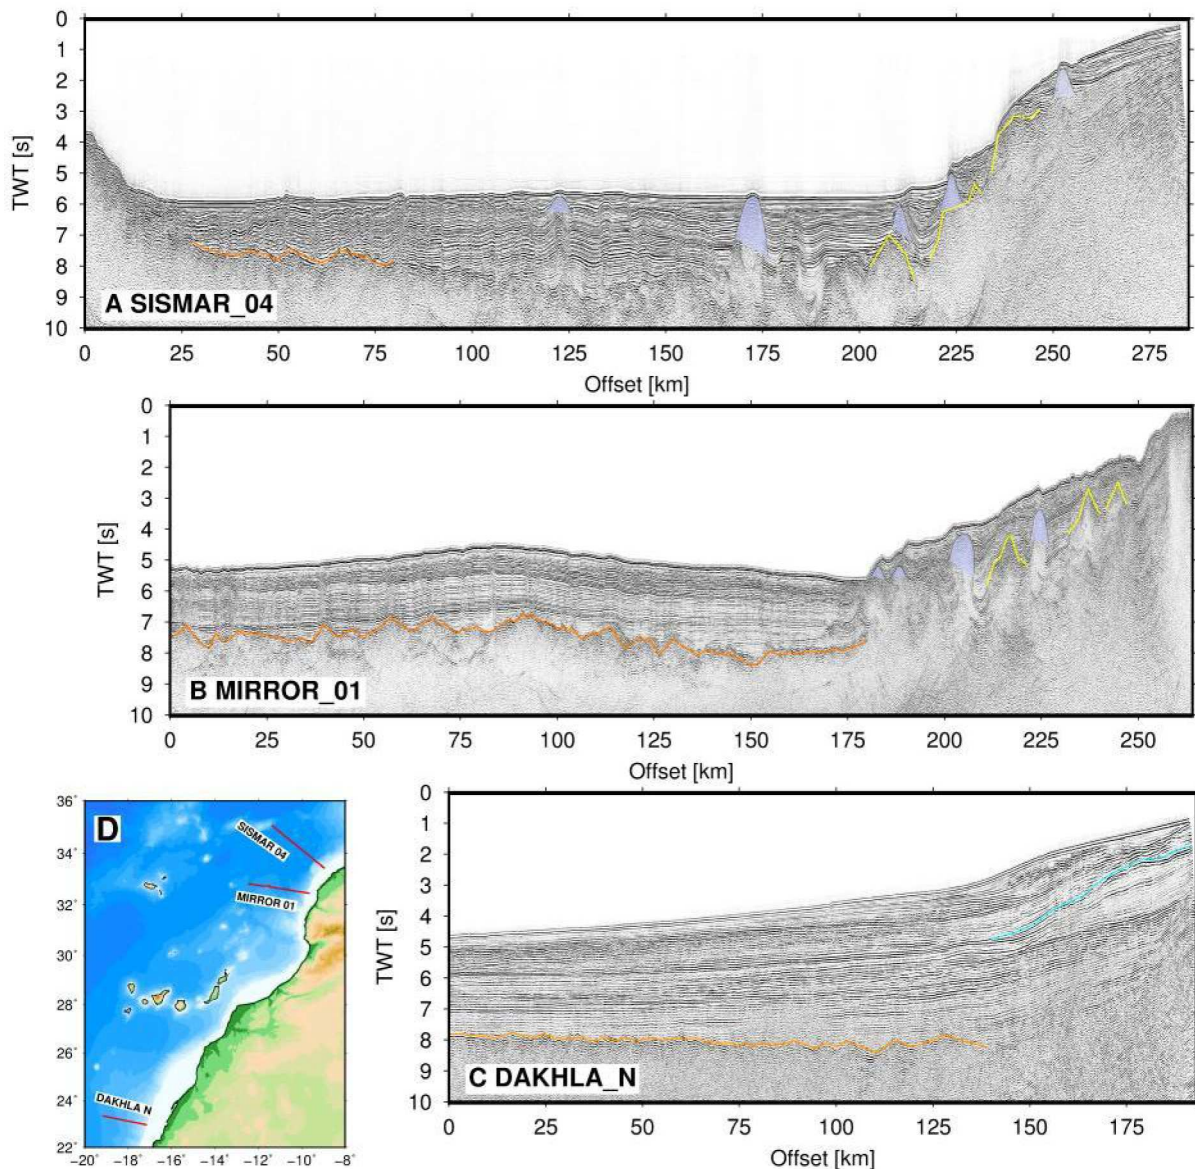 0
1
2
3
4
5
6
7
8
9
10
TWT [s]
A SISMAR_04
0 25 50 75 100 125 150 175 200 225 250 275
Offset [km]
0
1
2
3
4
5
6
7
8
9
10
TWT [s]
B MIRROR_01
0 25 50 75 100 125 150 175 200 225 250
Offset [km]
36°
34°
32°
30°
28°
26°
24°
22°
D
SISMAR 04
MIRROR 01
DAKHLA N
−20° −18° −16° −14° −12° −10° −8°
0
1
2
3
4
5
6
7
8
9
10
TWT [s]
C DAKHLA_N
0 25 50 75 100 125 150 175
Offset [km]